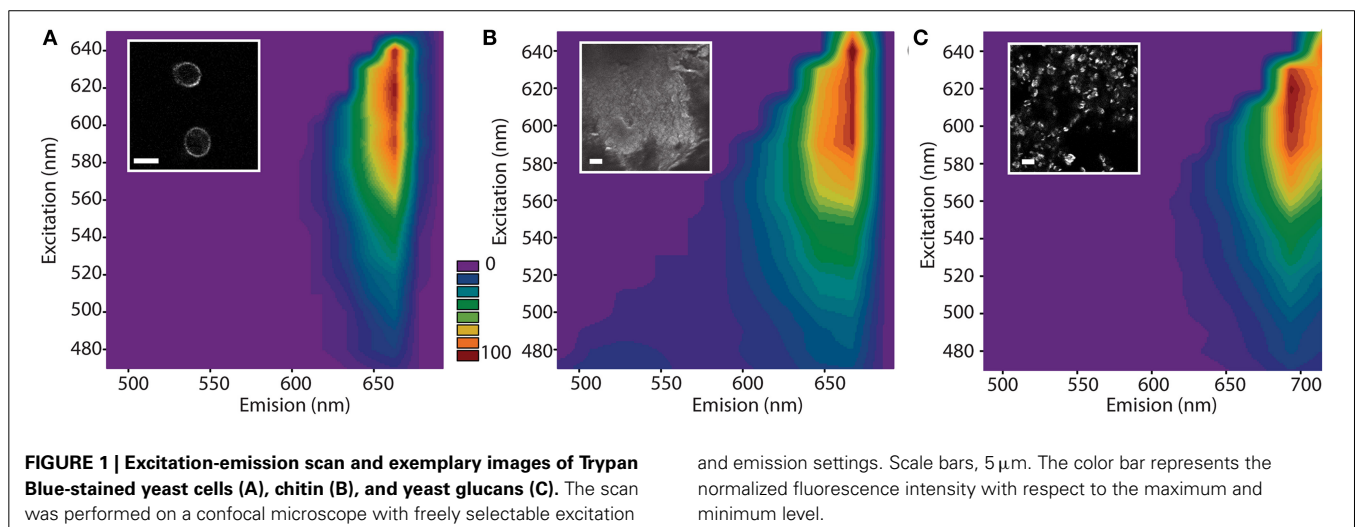 A
B
C
640
620
600
580
560
540
520
500
480
Excitation (nm)
500
550
600
650
Emision (nm)
0
100
640
620
600
580
560
540
520
500
480
Excitation (nm)
500
550
600
650
Emision (nm)
640
620
600
580
560
540
520
500
480
Excitation (nm)
500
550
600
650
700
Emision (nm)
FIGURE 1 | Excitation-emission scan and exemplary images of Trypan
Blue-stained yeast cells (A), chitin (B), and yeast glucans (C). The scan
was performed on a confocal microscope with freely selectable excitation
and emission settings. Scale bars, 5 μm. The color bar represents the
normalized fluorescence intensity with respect to the maximum and
minimum level.